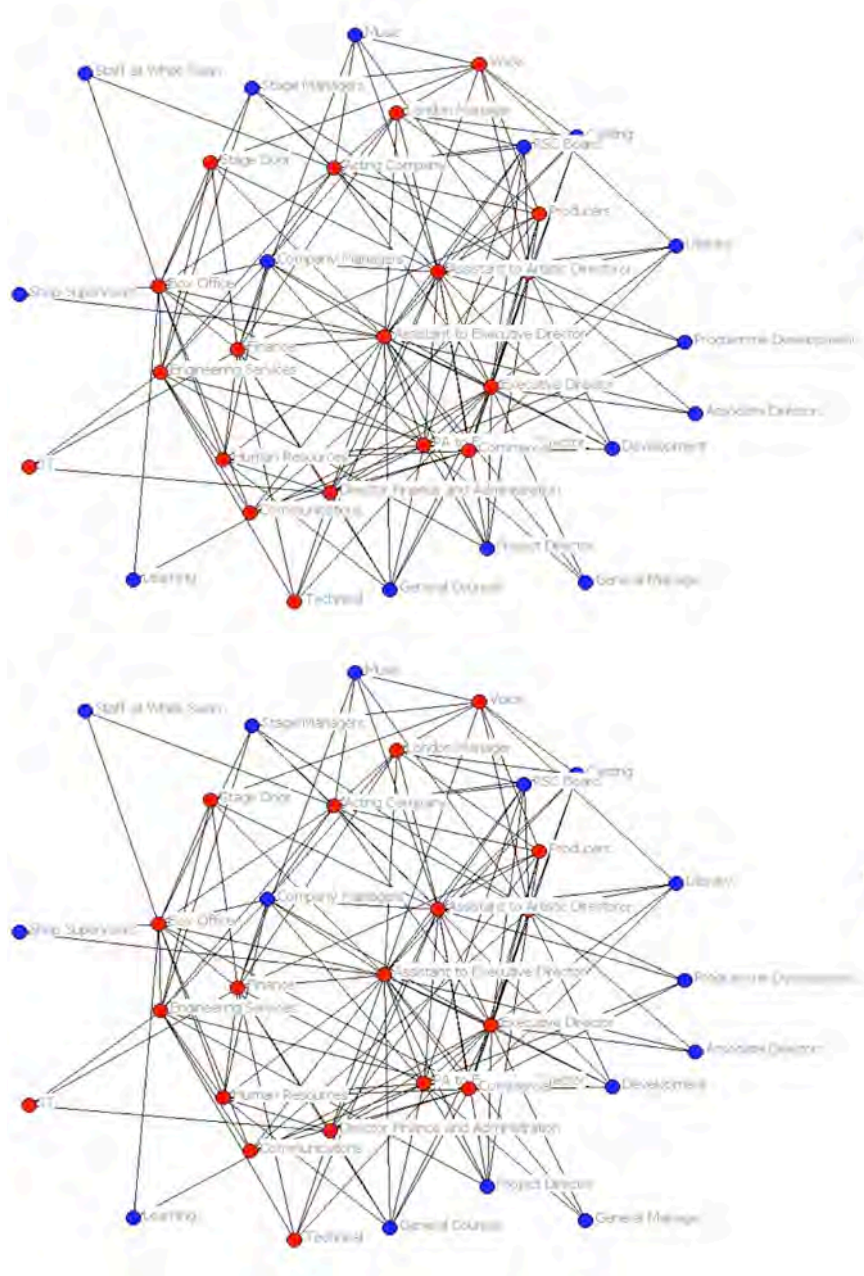 Music
Staff at White Swan
Voice
Stage Managers
London Manager
RSC Board
Stage Door
Acting Company
Producers
Library
Company Managers
Assistant to Artistic Director
Box Office
Shop Supervisor
Assistant to Executive Director
Programme Development
Finance
Engineering Services
Executive Director
Associate Directors
PA to
Director
Commercial
Development
Human Resources
IT
Director Finance and Administration
Communications
Project Director
Learning
General Counsel
General Manager
Technical
Music
Staff at White Swan
Voice
Stage Managers
London Manager
RSC Board
Stage Door
Acting Company
Producers
Library
Company Managers
Assistant to Artistic Director
Box Office
Shop Supervisor
Assistant to Executive Director
Programme Development
Finance
Engineering Services
Executive Director
Associate Directors
PA to
Director
Commercial
Development
Human Resources
IT
Director Finance and Administration
Communications
Project Director
Learning
General Counsel
General Manager
Technical